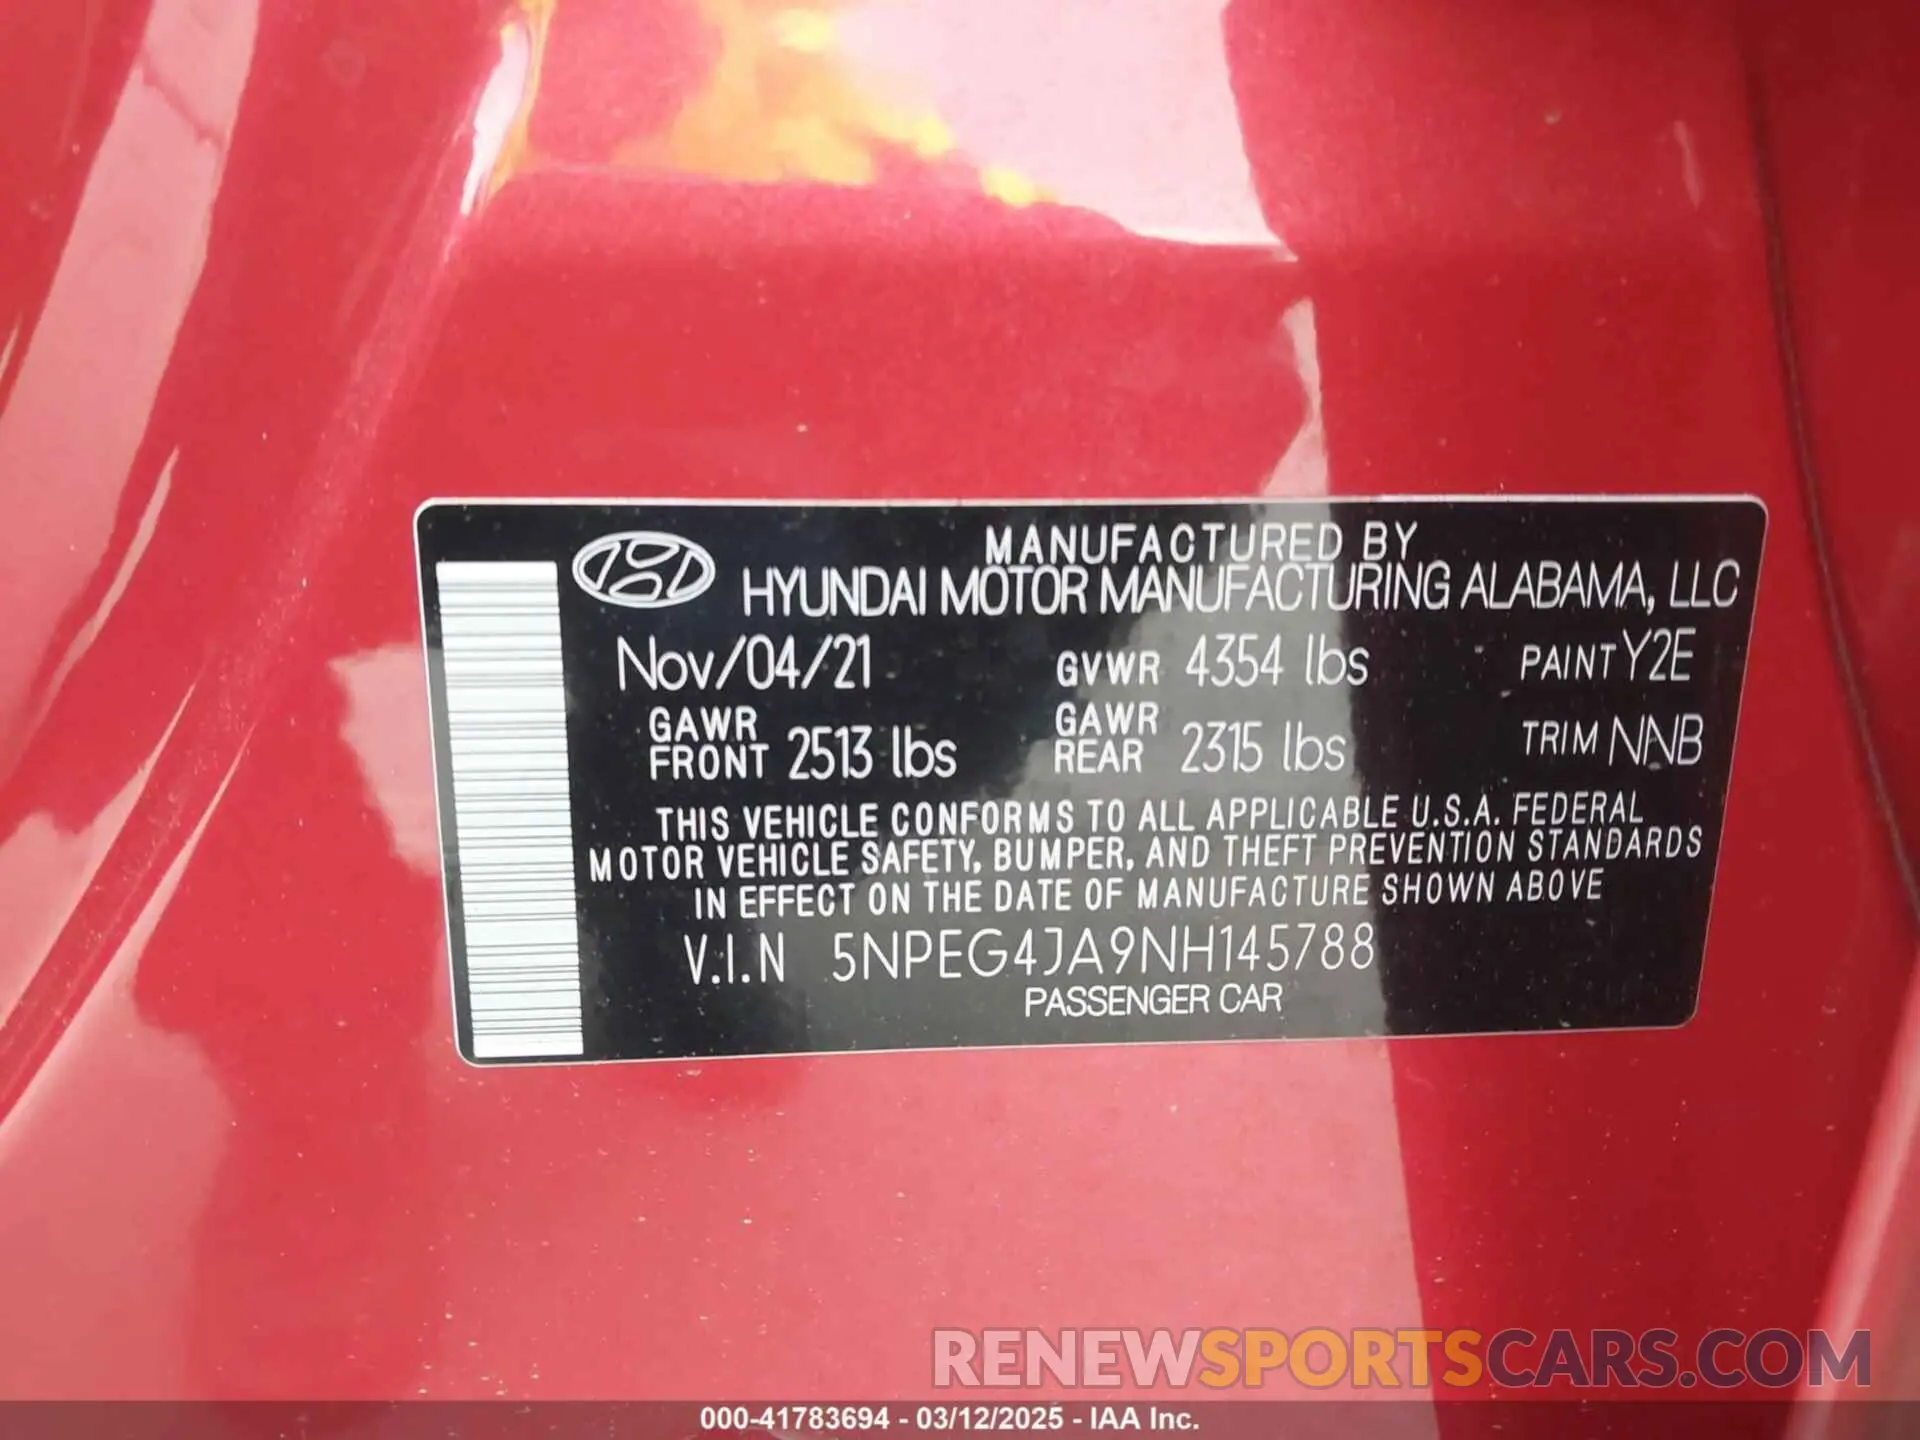 MANUFACTURED BY
HYUNDAI MOTOR MANUFACTURING ALABAMA, LLC
Nov/04/21 GVWR 4354 lbs PAINT Y2E
GAWR FRONT 2513 lbs GAWR REAR 2315 lbs TRIM NNB
THIS VEHICLE CONFORMS TO ALL APPLICABLE U.S.A. FEDERAL
MOTOR VEHICLE SAFETY, BUMPER, AND THEFT PREVENTION STANDARDS
IN EFFECT ON THE DATE OF MANUFACTURE SHOWN ABOVE
V.I.N 5NPEG4JA9NH145788
PASSENGER CAR
RENEWSPORTSCARS.COM
000-41783694 - 03/12/2025 - IAA Inc.